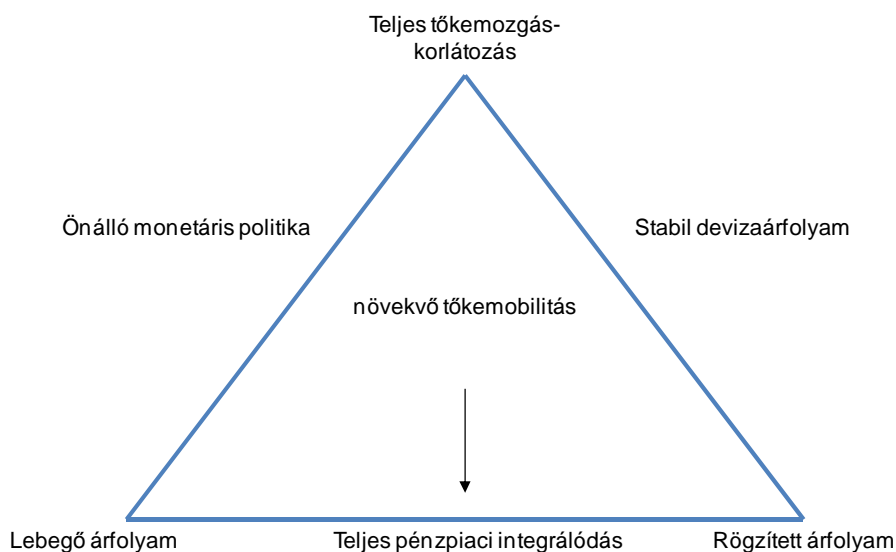 Teljes tőkemozgás-
korlátozás
Önálló monetáris politika
Stabil devizaárfolyam
növekvő tőkemobilitás
Lebegő árfolyam
Teljes pénzpiaci integrálódás
Rögzített árfolyam